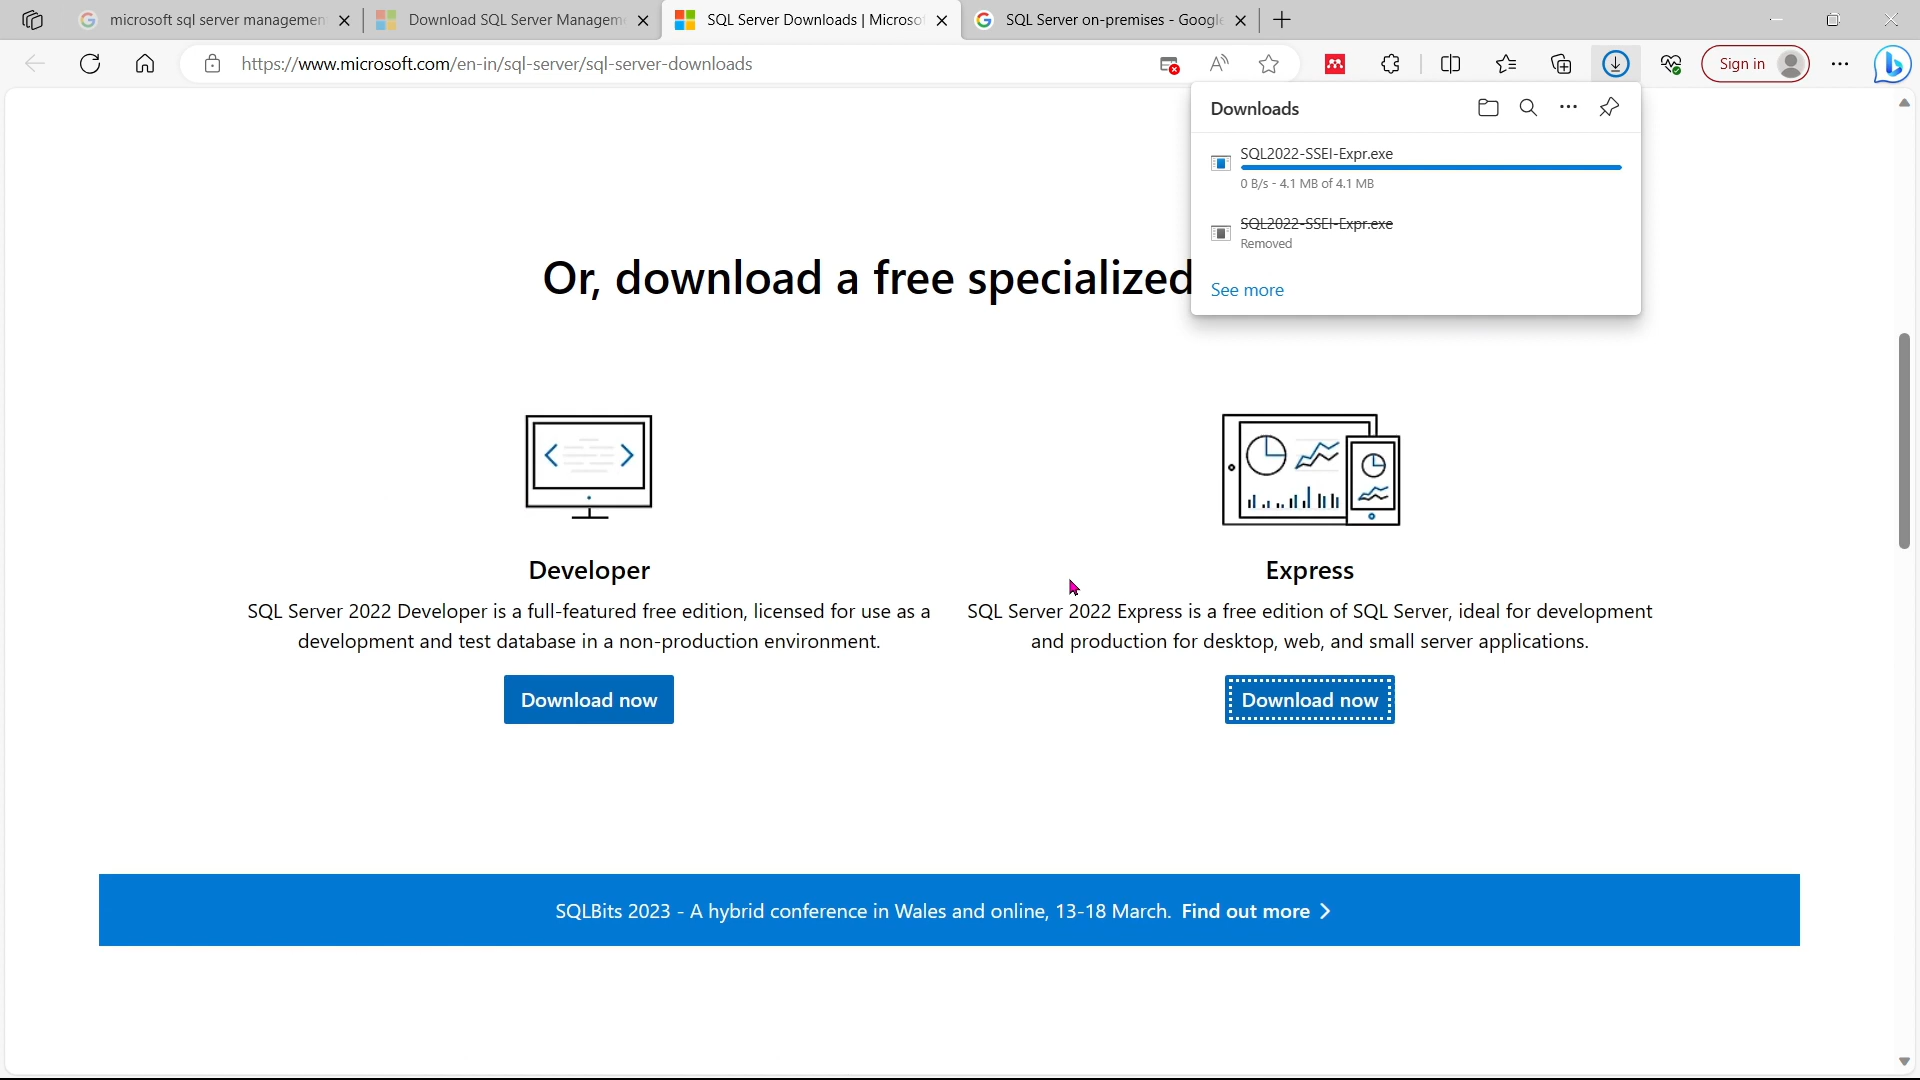 microsoft sql server managemen
Download SQL Server Managem
SQL Server Downloads | Microso
SQL Server on-premises - Google
https://www.microsoft.com/en-in/sql-server/sql-server-downloads
Sign in
Downloads
SQL2022-SSEI-Expr.exe
0 B/s - 4.1 MB of 4.1 MB
SQL2022-SSEI-Expr.exe
Removed
See more
Or, download a free specialized
Developer
SQL Server 2022 Developer is a full-featured free edition, licensed for use as a
development and test database in a non-production environment.
Download now
Express
SQL Server 2022 Express is a free edition of SQL Server, ideal for development
and production for desktop, web, and small server applications.
Download now
SQLBits 2023 - A hybrid conference in Wales and online, 13-18 March. Find out more